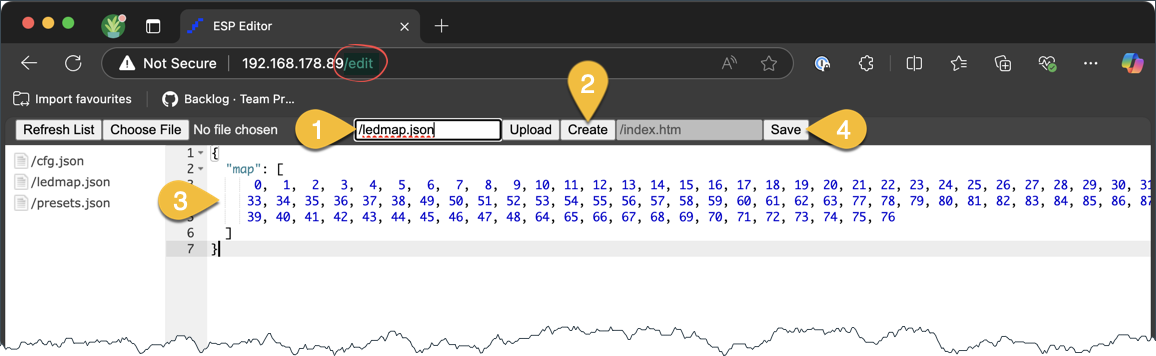 ESP Editor
Not Secure 192.168.178.89/edit
Import favourites Backlog · Team Pr...
2
Refresh List Choose File No file chosen 1 /ledmap.json Upload Create /index.htm Save 4
/cfg.json
/ledmap.json
/presets.json
3
1 {
2 "map": [
0, 1, 2, 3, 4, 5, 6, 7, 8, 9, 10, 11, 12, 13, 14, 15, 16, 17, 18, 19, 20, 21, 22, 23, 24, 25, 26, 27, 28, 29, 30, 31
33, 34, 35, 36, 37, 38, 49, 50, 51, 52, 53, 54, 55, 56, 57, 58, 59, 60, 61, 62, 63, 77, 78, 79, 80, 81, 82, 83, 84, 85, 86, 87
39, 40, 41, 42, 43, 44, 45, 46, 47, 48, 64, 65, 66, 67, 68, 69, 70, 71, 72, 73, 74, 75, 76
6 ]
7 }